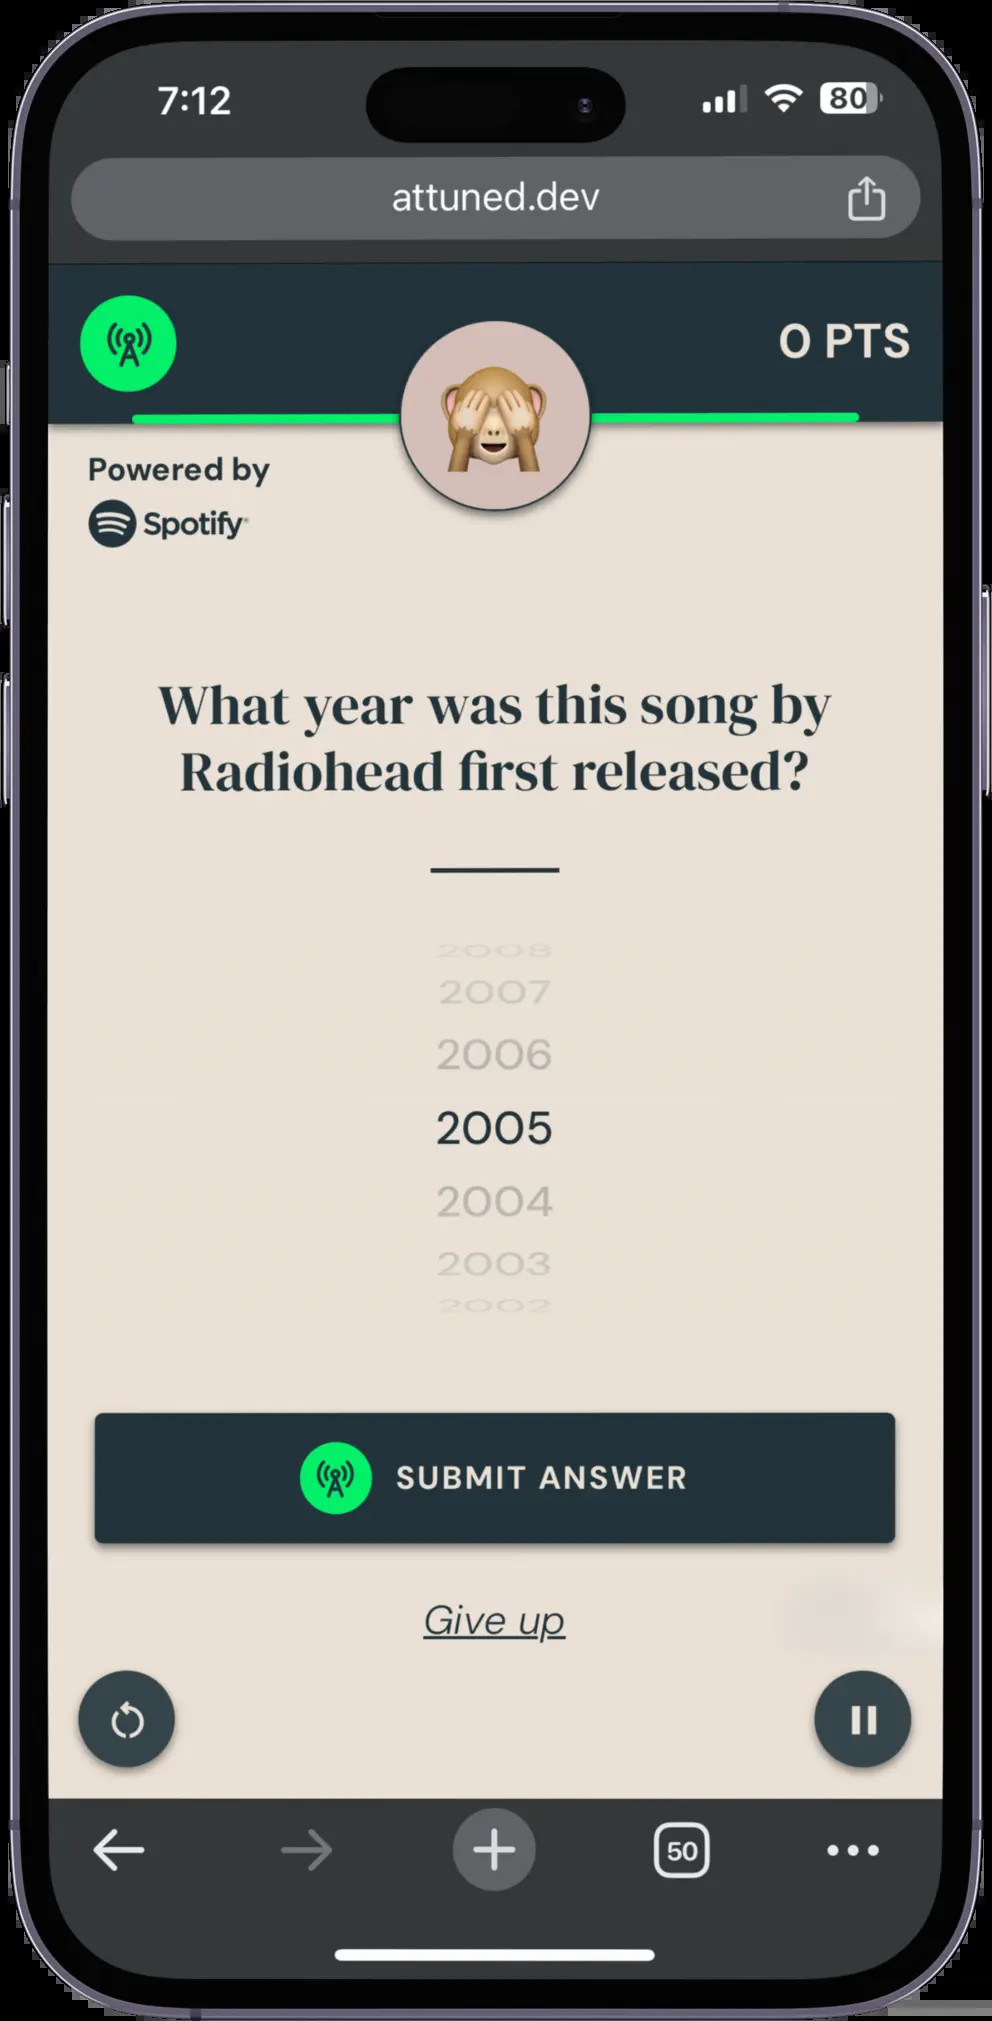 7:12
80
attuned.dev
0 PTS
Powered by
Spotify
What year was this song by
Radiohead first released?
2008
2007
2006
2005
2004
2003
2002
SUBMIT ANSWER
Give up
50